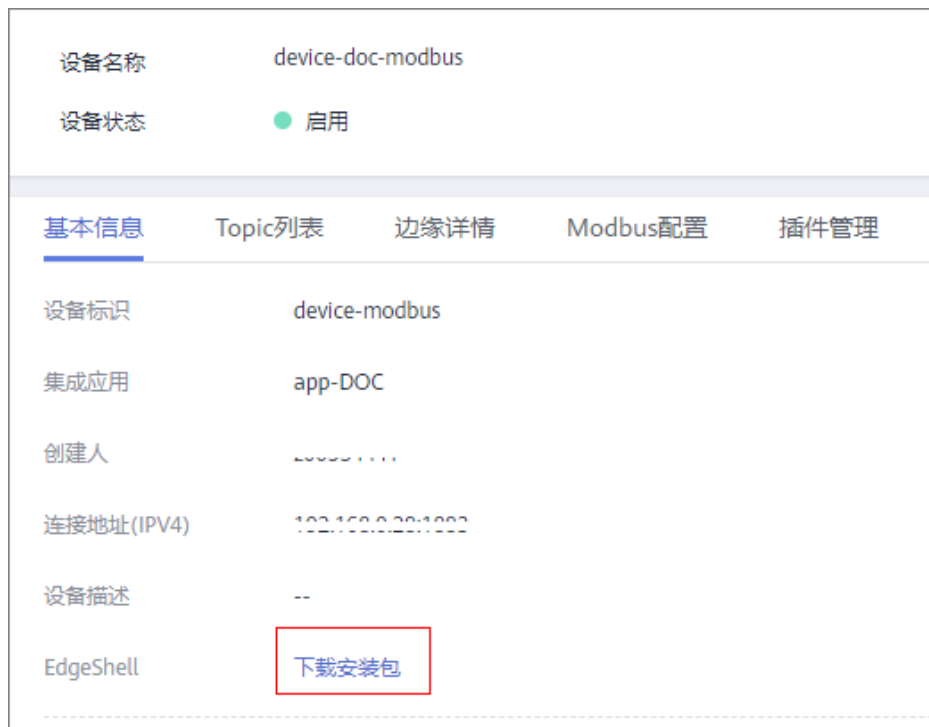 设备名称 device-doc-modbus
设备状态 启用
基本信息 Topic列表 边缘详情 Modbus配置 插件管理
设备标识 device-modbus
集成应用 app-DOC
创建人
连接地址(IPV4)
设备描述 --
EdgeShell 下载安装包